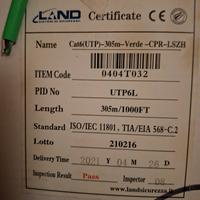 LAND Certificate
Name Cat6(UTP)-305m-Verde -CPR-LSZH
ITEM Code 0404T032
PID No UTP6L
Length 305m/1000FT
Standard ISO/IEC 11801, TIA/EIA 568-C.2
Lotto 210216
Delivery Time 2021 Y 04 M 26 D
Inspection Result Pass Inspector 08
www.landsicurezza.it